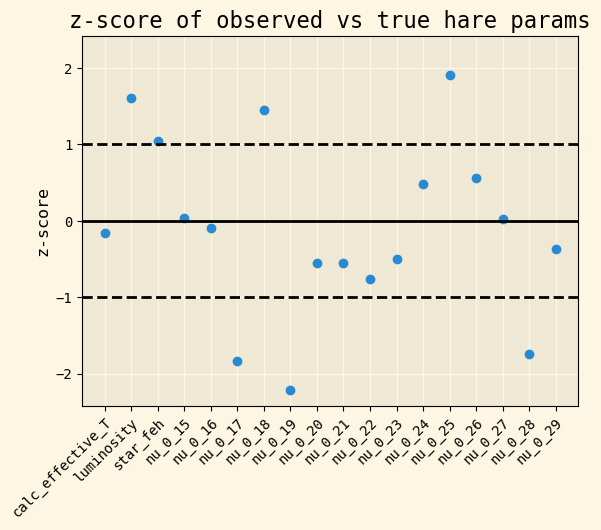 z-score of observed vs true hare params
z-score
2
1
0
−1
−2
calc_effective_T
luminosity
star_feh
nu_0_15
nu_0_16
nu_0_17
nu_0_18
nu_0_19
nu_0_20
nu_0_21
nu_0_22
nu_0_23
nu_0_24
nu_0_25
nu_0_26
nu_0_27
nu_0_28
nu_0_29